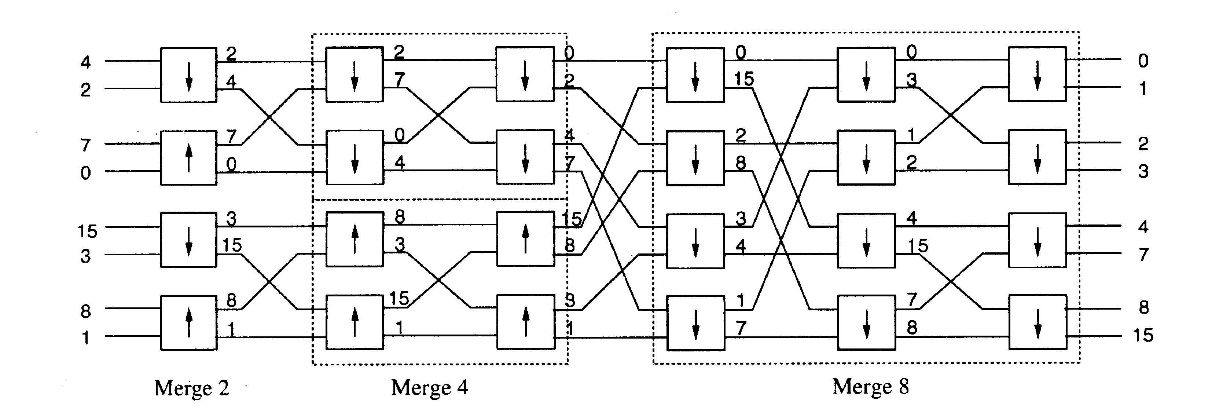 2 2 0 0 0
4 0
2 4 7 2 15 3 1
7 7 0 4 2 1 2
0 0 4 7 8 2 3
15 3 8 15 3 4 4
3 15 3 8 4 15 7
8 8 15 3 1 7 8
1 1 1 1 7 8 15
Merge 2 Merge 4 Merge 8